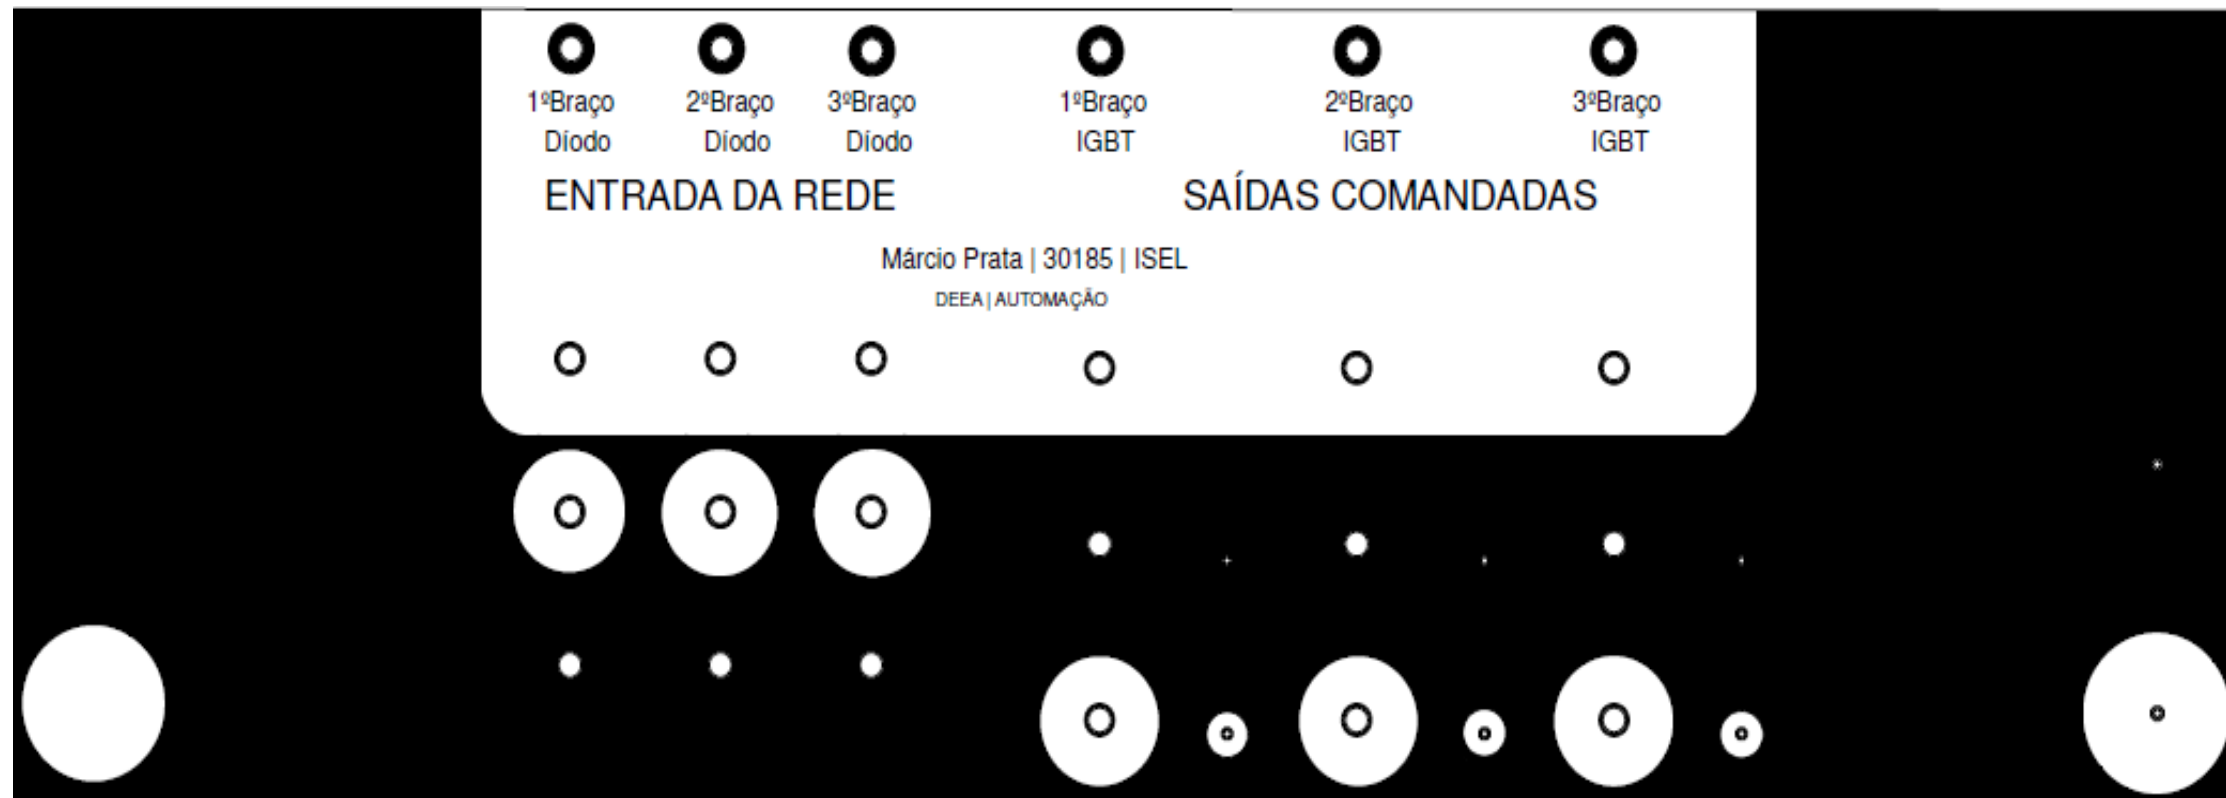 1ºBraço 2ºBraço 3ºBraço 1ºBraço 2ºBraço 3ºBraço
Díodo Díodo Díodo IGBT IGBT IGBT
ENTRADA DA REDE SAÍDAS COMANDADAS
Márcio Prata | 30185 | ISEL
DEEA | AUTOMAÇÃO